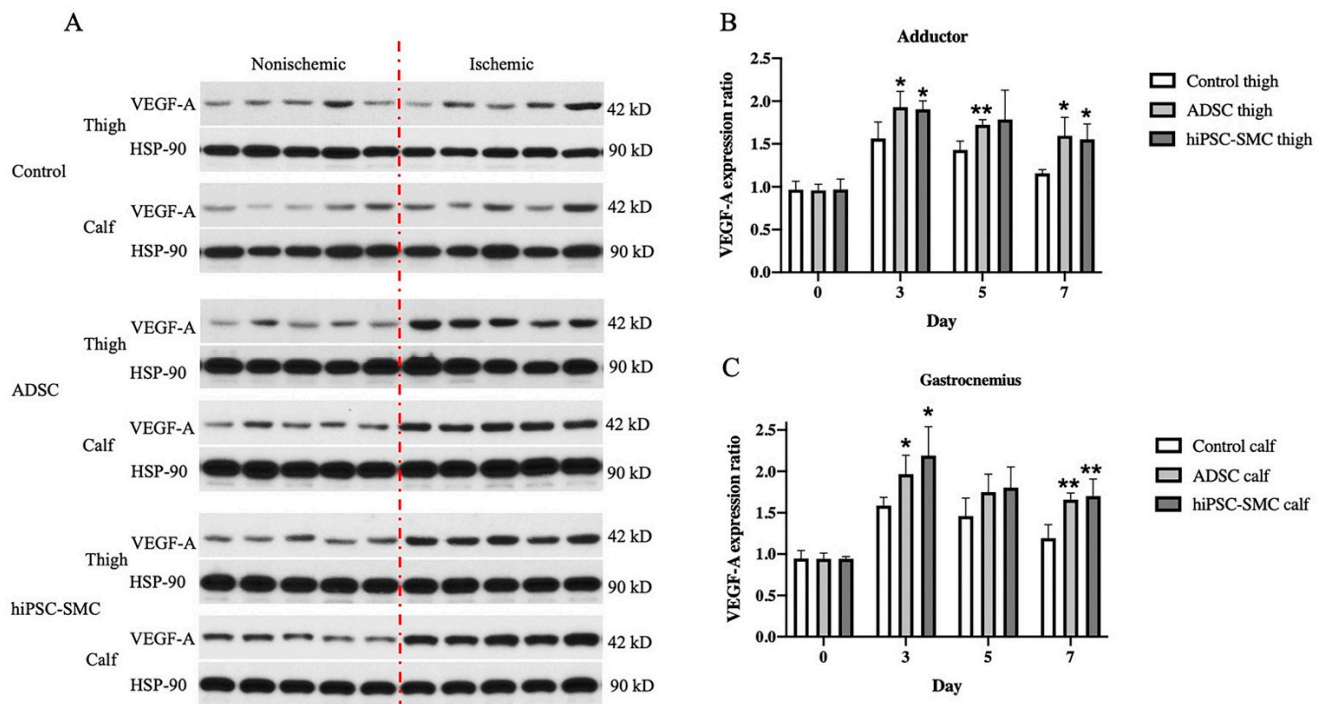 A
Nonischemic Ischemic
Control
Thigh
VEGF-A 42 kD
HSP-90 90 kD
Calf
VEGF-A 42 kD
HSP-90 90 kD
ADSC
Thigh
VEGF-A 42 kD
HSP-90 90 kD
Calf
VEGF-A 42 kD
HSP-90 90 kD
hiPSC-SMC
Thigh
VEGF-A 42 kD
HSP-90 90 kD
Calf
VEGF-A 42 kD
HSP-90 90 kD
B
Adductor
VEGF-A expression ratio
2.5
2.0
1.5
1.0
0.5
0.0
* *
**
* *
0 3 5 7
Day
Control thigh
ADSC thigh
hiPSC-SMC thigh
C
Gastrocnemius
VEGF-A expression ratio
2.5
2.0
1.5
1.0
0.5
0.0
* *
** **
0 3 5 7
Day
Control calf
ADSC calf
hiPSC-SMC calf